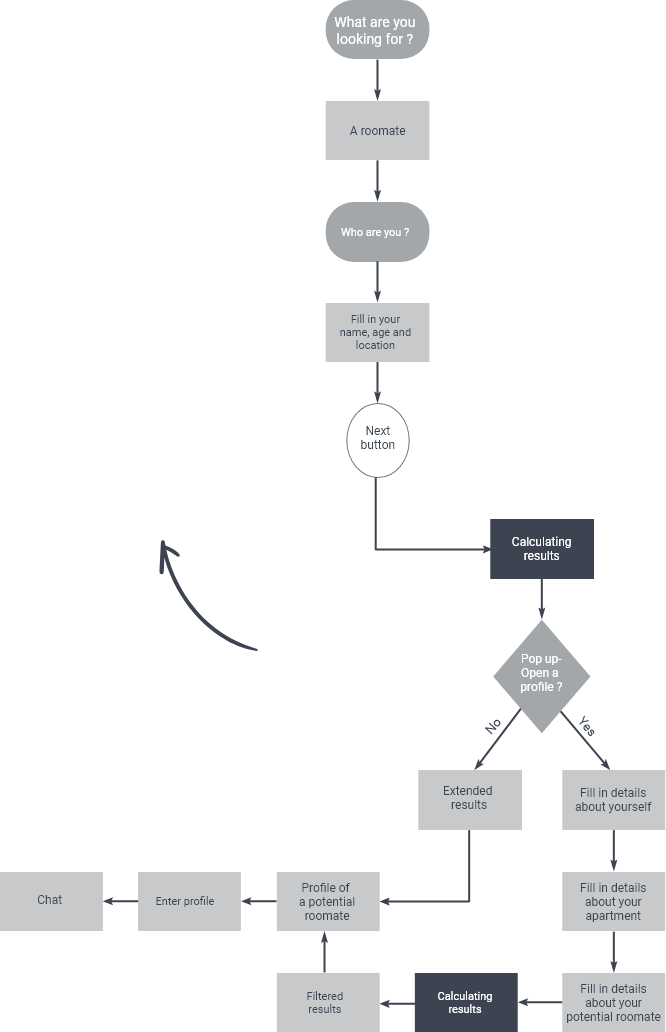 What are you
looking for ?
A roomate
Who are you ?
Fill in your
name, age and
location
Next
button
Calculating
results
Pop up-
Open a
profile ?
No
Yes
Extended
results
Fill in details
about yourself
Chat
Enter profile
Profile of
a potential
roomate
Fill in details
about your
apartment
Filtered
results
Calculating
results
Fill in details
about your
potential roomate